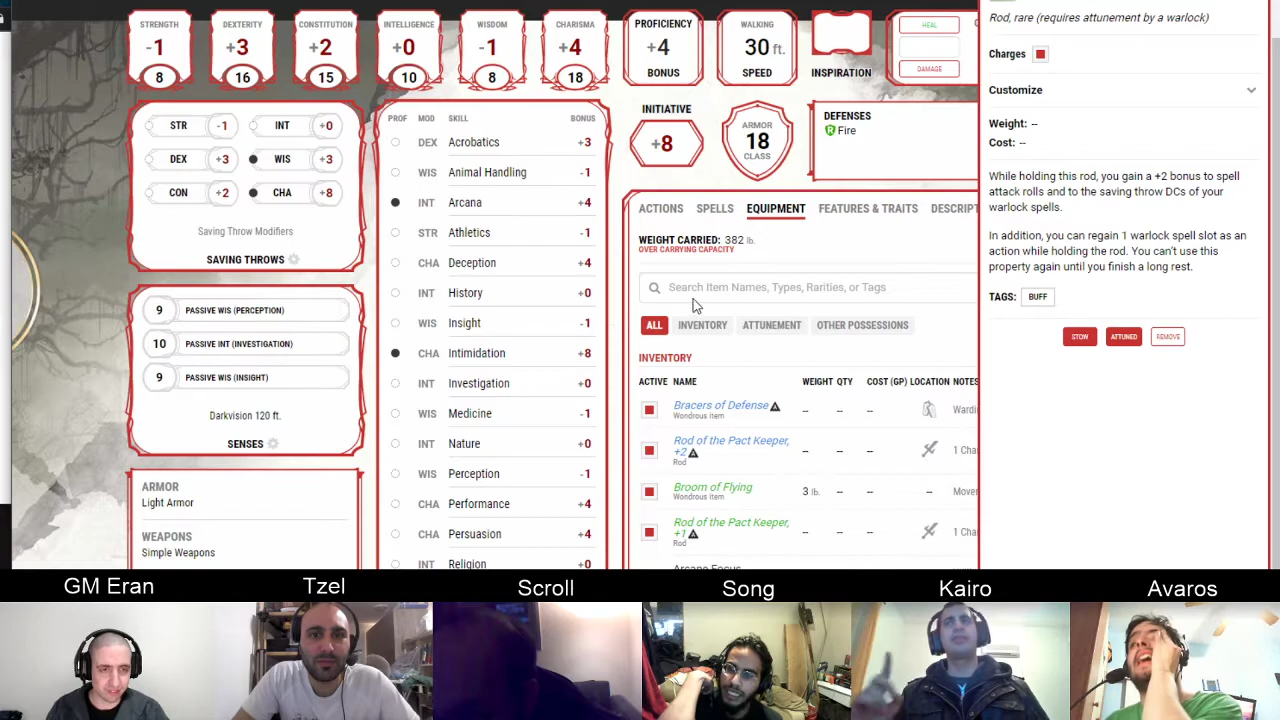 STRENGTH
-1
8
DEXTERITY
+3
16
CONSTITUTION
+2
15
INTELLIGENCE
+0
10
WISDOM
-1
8
CHARISMA
+4
18
PROFICIENCY
+4
BONUS
WALKING
30 ft.
SPEED
INSPIRATION
HEAL
DAMAGE
STR -1
INT +0
DEX +3
WIS +3
CON +2
CHA +8
Saving Throw Modifiers
SAVING THROWS
9 PASSIVE WIS (PERCEPTION)
10 PASSIVE INT (INVESTIGATION)
9 PASSIVE WIS (INSIGHT)
Darkvision 120 ft.
SENSES
ARMOR
Light Armor
WEAPONS
Simple Weapons
PROF MOD SKILL BONUS
DEX Acrobatics +3
WIS Animal Handling -1
INT Arcana +4
STR Athletics -1
CHA Deception +4
INT History +0
WIS Insight -1
CHA Intimidation +8
INT Investigation +0
WIS Medicine -1
INT Nature +0
WIS Perception -1
CHA Performance +4
CHA Persuasion +4
INT Religion +0
INITIATIVE
+8
ARMOR
18
CLASS
DEFENSES
Fire
ACTIONS SPELLS EQUIPMENT FEATURES & TRAITS DESCRIPT
WEIGHT CARRIED: 382 lb.
OVER CARRYING CAPACITY
Search Item Names, Types, Rarities, or Tags
ALL INVENTORY ATTUNEMENT OTHER POSSESSIONS
INVENTORY
ACTIVE NAME WEIGHT QTY COST (GP) LOCATION NOTES
Bracers of Defense -- -- -- Wardi
Wondrous item
Rod of the Pact Keeper,
+2 -- -- -- 1 Cha
Rod
Broom of Flying 3 lb. -- -- -- Mover
Wondrous item
Rod of the Pact Keeper,
+1 -- -- -- 1 Cha
Rod
Arcane Focus
Rod, rare (requires attunement by a warlock)
Charges
Customize
Weight: --
Cost: --
While holding this rod, you gain a +2 bonus to spell
attack rolls and to the saving throw DCs of your
warlock spells.
In addition, you can regain 1 warlock spell slot as an
action while holding the rod. You can't use this
property again until you finish a long rest.
TAGS: BUFF
STOW ATTUNED REMOVE
GM Eran Tzel Scroll Song Kairo Avaros